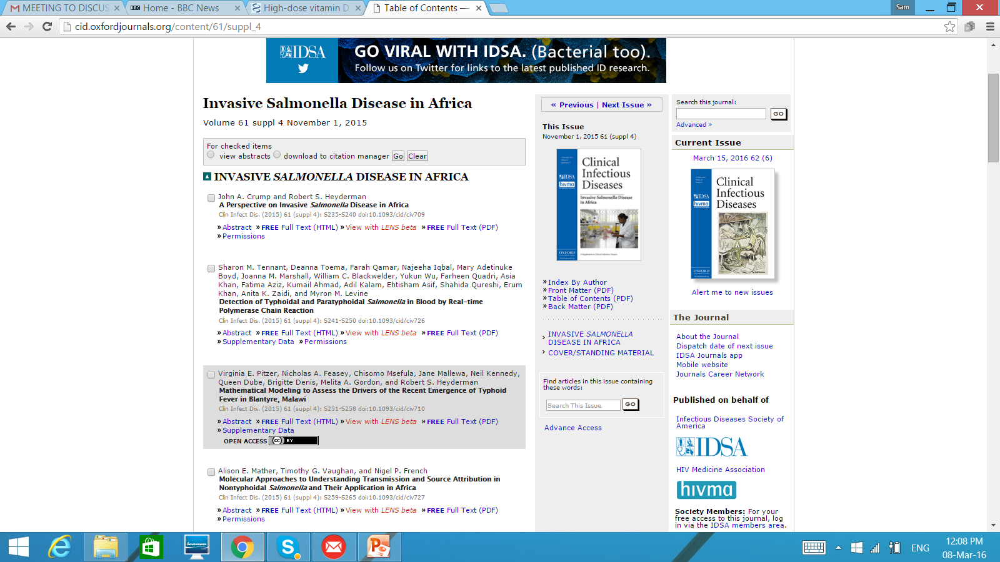 MEETING TO DISCUS
Home - BBC News
High-dose vitamin D
Table of Contents —
Sam
cid.oxfordjournals.org/content/61/suppl_4
IDSA
GO VIRAL WITH IDSA. (Bacterial too).
Follow us on Twitter for links to the latest published ID research.
Invasive Salmonella Disease in Africa
Volume 61 suppl 4 November 1, 2015
For checked items
view abstracts download to citation manager Go Clear
INVASIVE SALMONELLA DISEASE IN AFRICA
John A. Crump and Robert S. Heyderman
A Perspective on Invasive Salmonella Disease in Africa
Clin Infect Dis. (2015) 61 (suppl 4): S235-S240 doi:10.1093/cid/civ709
» Abstract » FREE Full Text (HTML) » View with LENS beta » FREE Full Text (PDF)
» Permissions
Sharon M. Tennant, Deanna Toema, Farah Qamar, Najeeha Iqbal, Mary Adetinuke
Boyd, Joanna M. Marshall, William C. Blackwelder, Yukun Wu, Farheen Quadri, Asia
Khan, Fatima Aziz, Kumail Ahmad, Adil Kalam, Ehtisham Asif, Shahida Qureshi, Erum
Khan, Anita K. Zaidi, and Myron M. Levine
Detection of Typhoidal and Paratyphoidal Salmonella in Blood by Real-time
Polymerase Chain Reaction
Clin Infect Dis. (2015) 61 (suppl 4): S241-S250 doi:10.1093/cid/civ726
» Abstract » FREE Full Text (HTML) » View with LENS beta » FREE Full Text (PDF)
» Supplementary Data » Permissions
Virginia E. Pitzer, Nicholas A. Feasey, Chisomo Msefula, Jane Mallewa, Neil Kennedy,
Queen Dube, Brigitte Denis, Melita A. Gordon, and Robert S. Heyderman
Mathematical Modeling to Assess the Drivers of the Recent Emergence of Typhoid
Fever in Blantyre, Malawi
Clin Infect Dis. (2015) 61 (suppl 4): S251-S258 doi:10.1093/cid/civ710
» Abstract » FREE Full Text (HTML) » View with LENS beta » FREE Full Text (PDF)
» Supplementary Data
OPEN ACCESS cc BY
Alison E. Mather, Timothy G. Vaughan, and Nigel P. French
Molecular Approaches to Understanding Transmission and Source Attribution in
Nontyphoidal Salmonella and Their Application in Africa
Clin Infect Dis. (2015) 61 (suppl 4): S259-S265 doi:10.1093/cid/civ727
» Abstract » FREE Full Text (HTML) » View with LENS beta » FREE Full Text (PDF)
» Permissions
« Previous | Next Issue »
This Issue
November 1, 2015 61 (suppl 4)
Clinical
Infectious
Diseases
IDSA
hivma
Invasive Salmonella Disease
in Africa
OXFORD
» Index By Author
» Front Matter (PDF)
» Table of Contents (PDF)
» Back Matter (PDF)
› INVASIVE SALMONELLA
DISEASE IN AFRICA
› COVER/STANDING MATERIAL
Find articles in this issue containing
these words:
Search This Issue GO
Advance Access
Search this journal:
GO
Advanced »
Current Issue
March 15, 2016 62 (6)
Clinical
Infectious
Diseases
IDSA
hivma
OXFORD
Alert me to new issues
The Journal
About the Journal
Dispatch date of next issue
IDSA Journals app
Mobile website
Journals Career Network
Published on behalf of
Infectious Diseases Society of
America
IDSA
HIV Medicine Association
hivma
Society Members: For your
free access to this journal, log
in via the IDSA members area.
ENG
12:08 PM
08-Mar-16